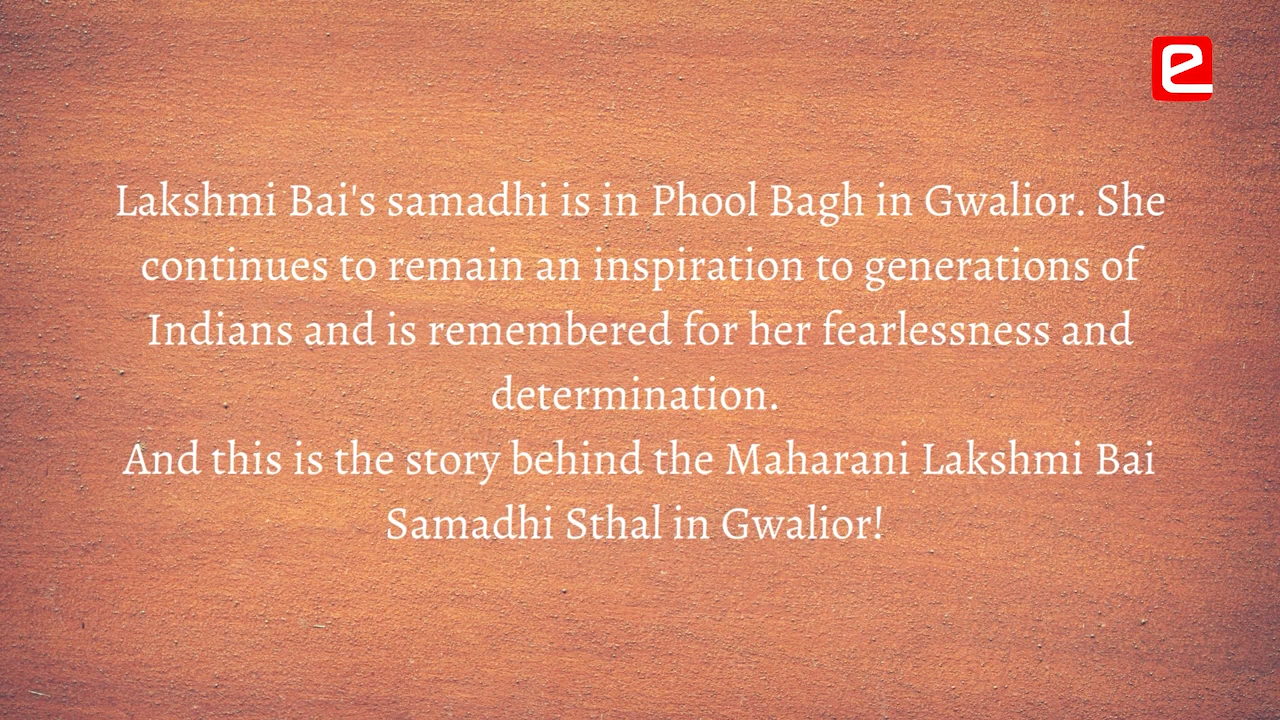 e
Lakshmi Bai's samadhi is in Phool Bagh in Gwalior. She
continues to remain an inspiration to generations of
Indians and is remembered for her fearlessness and
determination.
And this is the story behind the Maharani Lakshmi Bai
Samadhi Sthal in Gwalior!